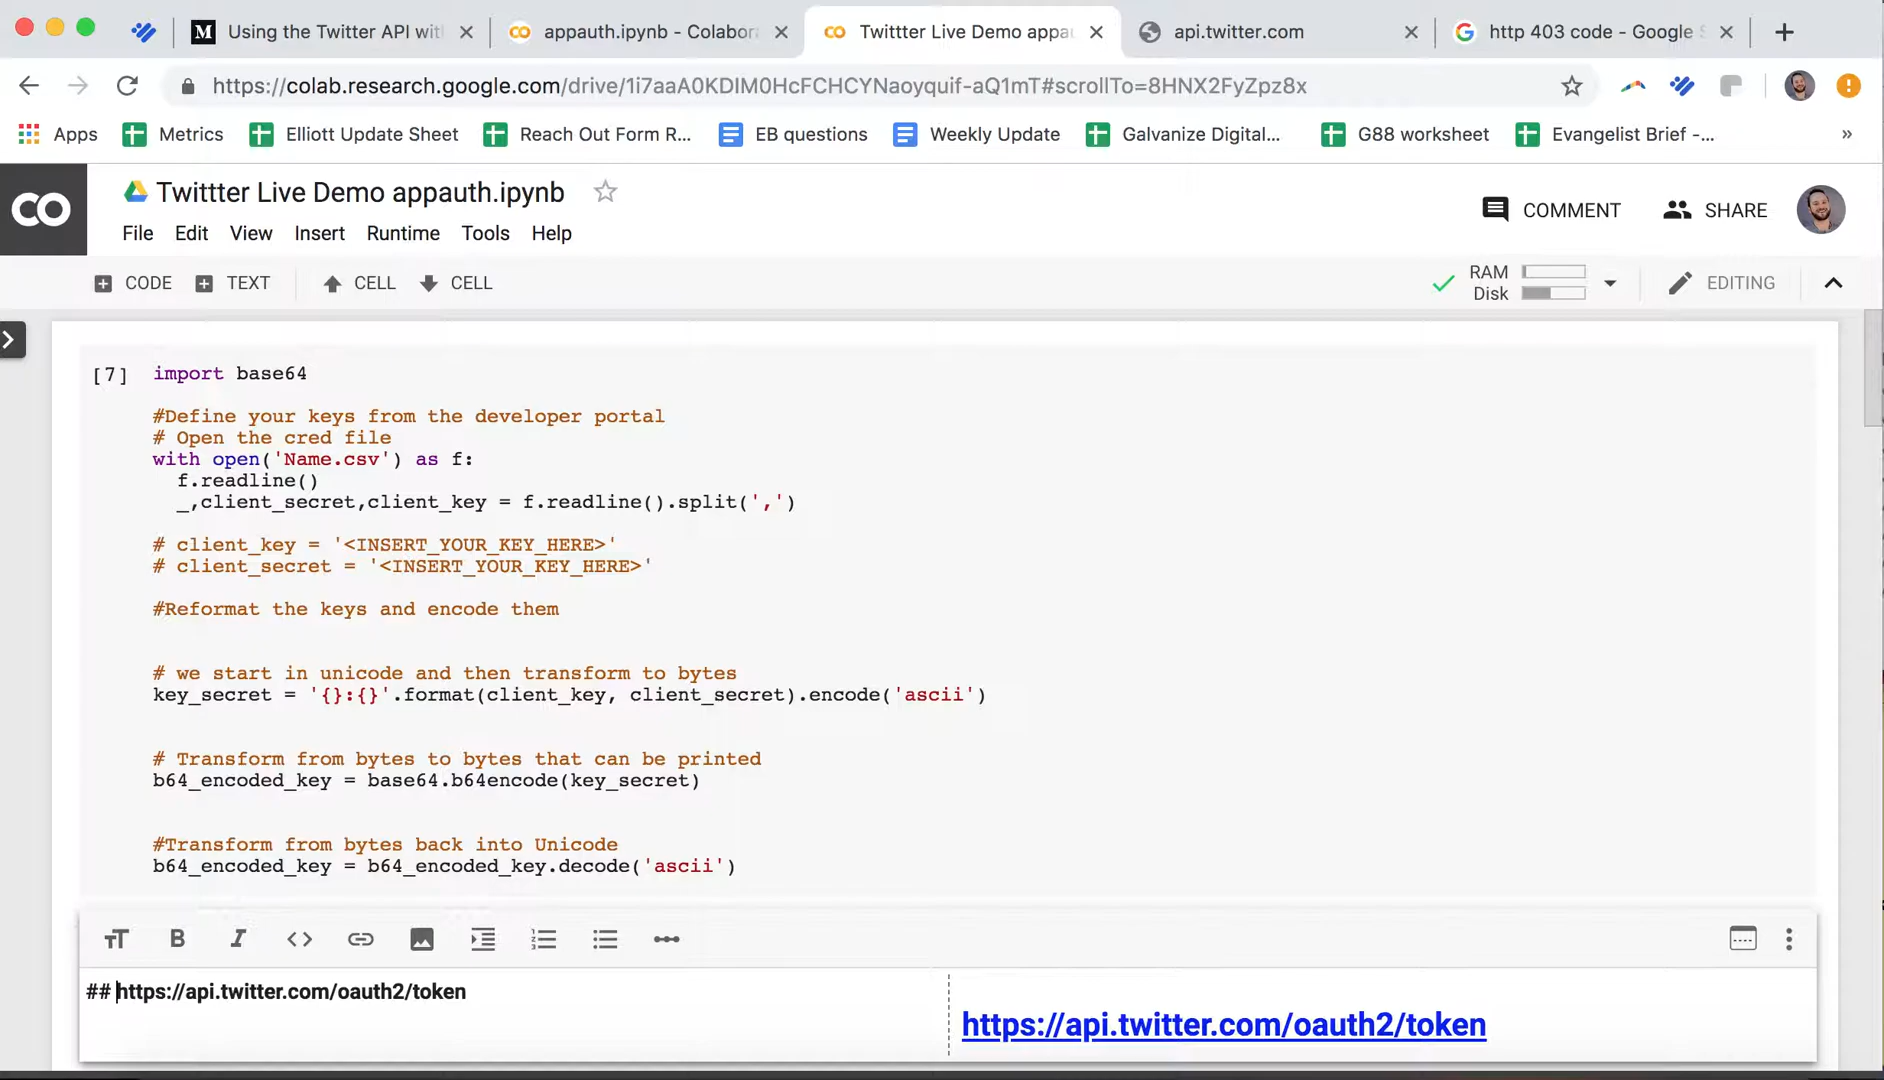 Using the Twitter API wit
appauth.ipynb - Colabor
Twittter Live Demo appa
api.twitter.com
http 403 code - Google S
https://colab.research.google.com/drive/1i7aaA0KDIM0HcFCHCYNaoyquif-aQ1mT#scrollTo=8HNX2FyZpz8x
Apps
Metrics
Elliott Update Sheet
Reach Out Form R...
EB questions
Weekly Update
Galvanize Digital...
G88 worksheet
Evangelist Brief -...
»
CO
Twittter Live Demo appauth.ipynb
COMMENT
SHARE
File Edit View Insert Runtime Tools Help
CODE TEXT CELL CELL
RAM
Disk
EDITING
[7] import base64
#Define your keys from the developer portal
# Open the cred file
with open('Name.csv') as f:
f.readline()
_,client_secret,client_key = f.readline().split(',')
# client_key = '<INSERT_YOUR_KEY_HERE>'
# client_secret = '<INSERT_YOUR_KEY_HERE>'
#Reformat the keys and encode them
# we start in unicode and then transform to bytes
key_secret = '{}:{}'.format(client_key, client_secret).encode('ascii')
# Transform from bytes to bytes that can be printed
b64_encoded_key = base64.b64encode(key_secret)
#Transform from bytes back into Unicode
b64_encoded_key = b64_encoded_key.decode('ascii')
## https://api.twitter.com/oauth2/token
https://api.twitter.com/oauth2/token